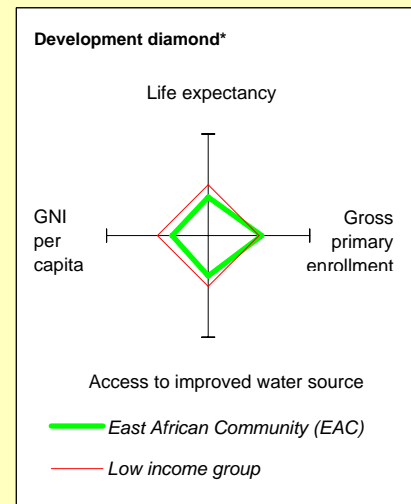 Development diamond*
Life expectancy
GNI
per
capita
Gross
primary
enrollment
Access to improved water source
East African Community (EAC)
Low income group